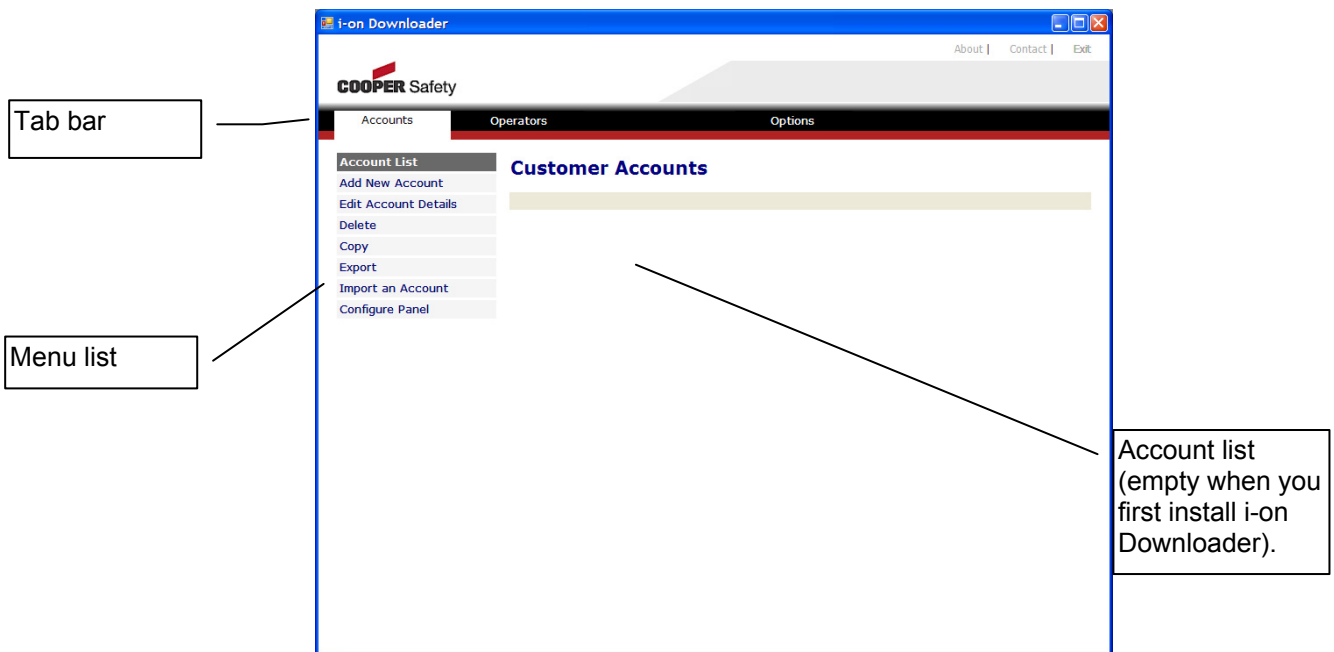 i-on Downloader
About | Contact | Exit
COOPER Safety
Tab bar
Accounts Operators Options
Account List
Customer Accounts
Add New Account
Edit Account Details
Delete
Copy
Export
Import an Account
Configure Panel
Menu list
Account list
(empty when you
first install i-on
Downloader).